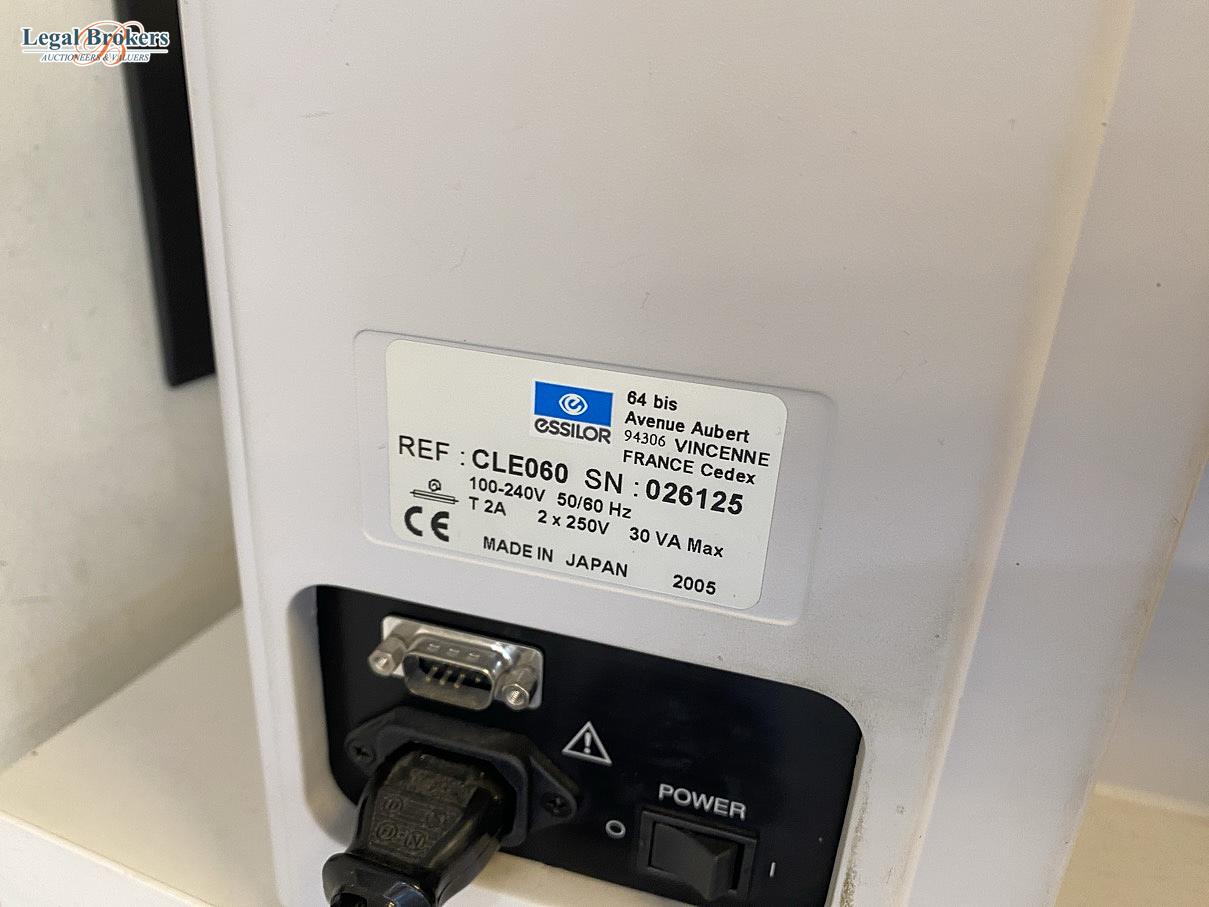 Legal Brokers
AUCTIONEERS & VALUERS
essilor
64 bis
Avenue Aubert
94306 VINCENNE
FRANCE Cedex
REF : CLE060 SN : 026125
100-240V 50/60 Hz
T 2A 2 x 250V 30 VA Max
CE
MADE IN JAPAN 2005
POWER
O I